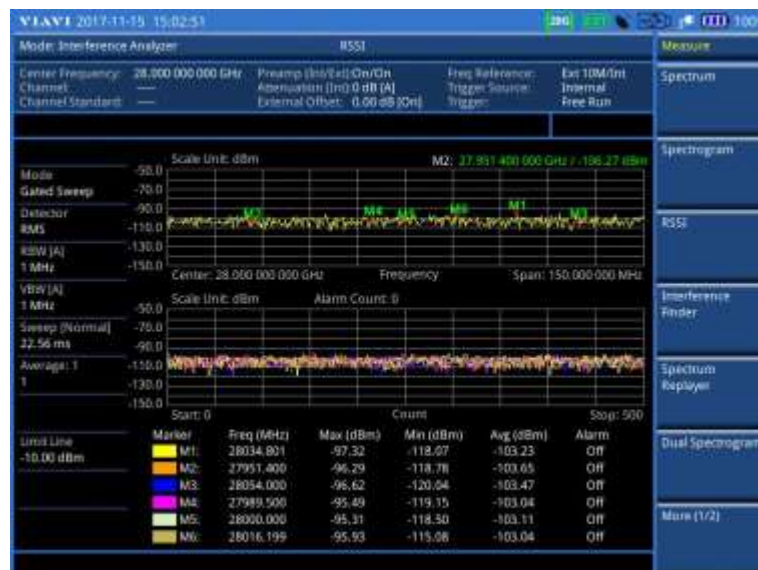 VIAVI 2017-11-15 15:02:51
100%
Mode: Interference Analyzer RSSI Measure
Center Frequency: 28.000 000 000 GHz Preamp (Int/Ext): On/On Freq Reference: Ext 10M/Int
Channel: --- Attenuation (Int): 0 dB [A] Trigger Source: Internal
Channel Standard: --- External Offset: 0.00 dB [On] Trigger: Free Run
Spectrum
Spectrogram
RSSI
Interference
Finder
Spectrum
Replayer
Dual Spectrogram
More (1/2)
Mode
Gated Sweep
Detector
RMS
RBW [A]
1 MHz
VBW [A]
1 MHz
Sweep [Normal]
22.56 ms
Average: 1
1
Limit Line
-10.00 dBm
Scale Unit: dBm M2: 27.951 400 000 GHz / -106.27 dBm
-50.0
-70.0
-90.0
-110.0
-130.0
-150.0
M2 M4 M5 M6 M1 M3
Center: 28.000 000 000 GHz Frequency Span: 150.000 000 MHz
Scale Unit: dBm Alarm Count: 0
-50.0
-70.0
-90.0
-110.0
-130.0
-150.0
Start: 0 Count Stop: 500
Marker Freq (MHz) Max (dBm) Min (dBm) Avg (dBm) Alarm
M1: 28034.801 -97.32 -118.07 -103.23 Off
M2: 27951.400 -96.29 -118.78 -103.65 Off
M3: 28054.000 -96.62 -120.04 -103.47 Off
M4: 27989.500 -95.49 -119.15 -103.04 Off
M5: 28000.000 -95.31 -118.50 -103.11 Off
M6: 28016.199 -95.93 -115.08 -103.04 Off